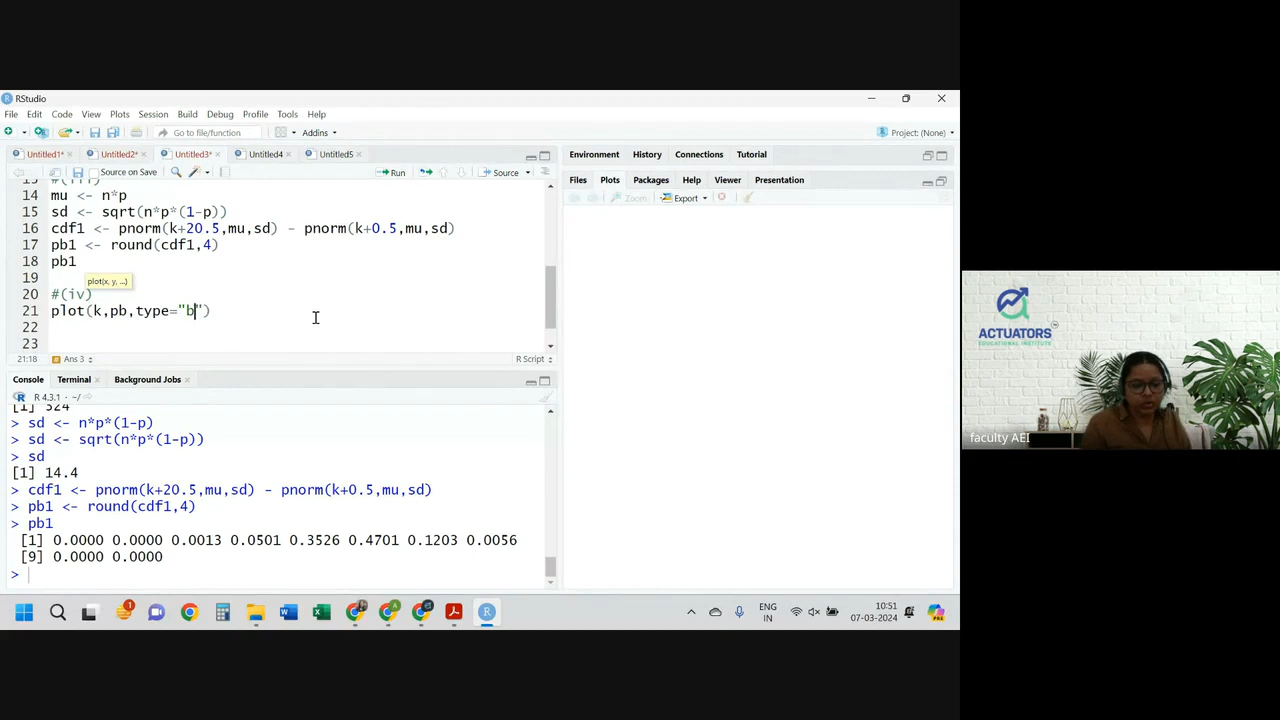 RStudio
File Edit Code View Plots Session Build Debug Profile Tools Help
Go to file/function
Addins
Project: (None)
Untitled1* Untitled2* Untitled3* Untitled4 Untitled5
Source on Save
Run
Source
14 mu <- n*p
15 sd <- sqrt(n*p*(1-p))
16 cdf1 <- pnorm(k+20.5,mu,sd) - pnorm(k+0.5,mu,sd)
17 pb1 <- round(cdf1,4)
18 pb1
19
plot(x, y, ...)
20 #(iv)
21 plot(k,pb,type="b")
22
23
21:18 Ans 3 R Script
Console Terminal Background Jobs
R 4.3.1 · ~/
[1] 324
> sd <- n*p*(1-p)
> sd <- sqrt(n*p*(1-p))
> sd
[1] 14.4
> cdf1 <- pnorm(k+20.5,mu,sd) - pnorm(k+0.5,mu,sd)
> pb1 <- round(cdf1,4)
> pb1
[1] 0.0000 0.0000 0.0013 0.0501 0.3526 0.4701 0.1203 0.0056
[9] 0.0000 0.0000
>
Environment History Connections Tutorial
Files Plots Packages Help Viewer Presentation
Zoom Export
ENG
IN
10:51
07-03-2024
ACTUATORS
EDUCATIONAL INSTITUTE
faculty AEI